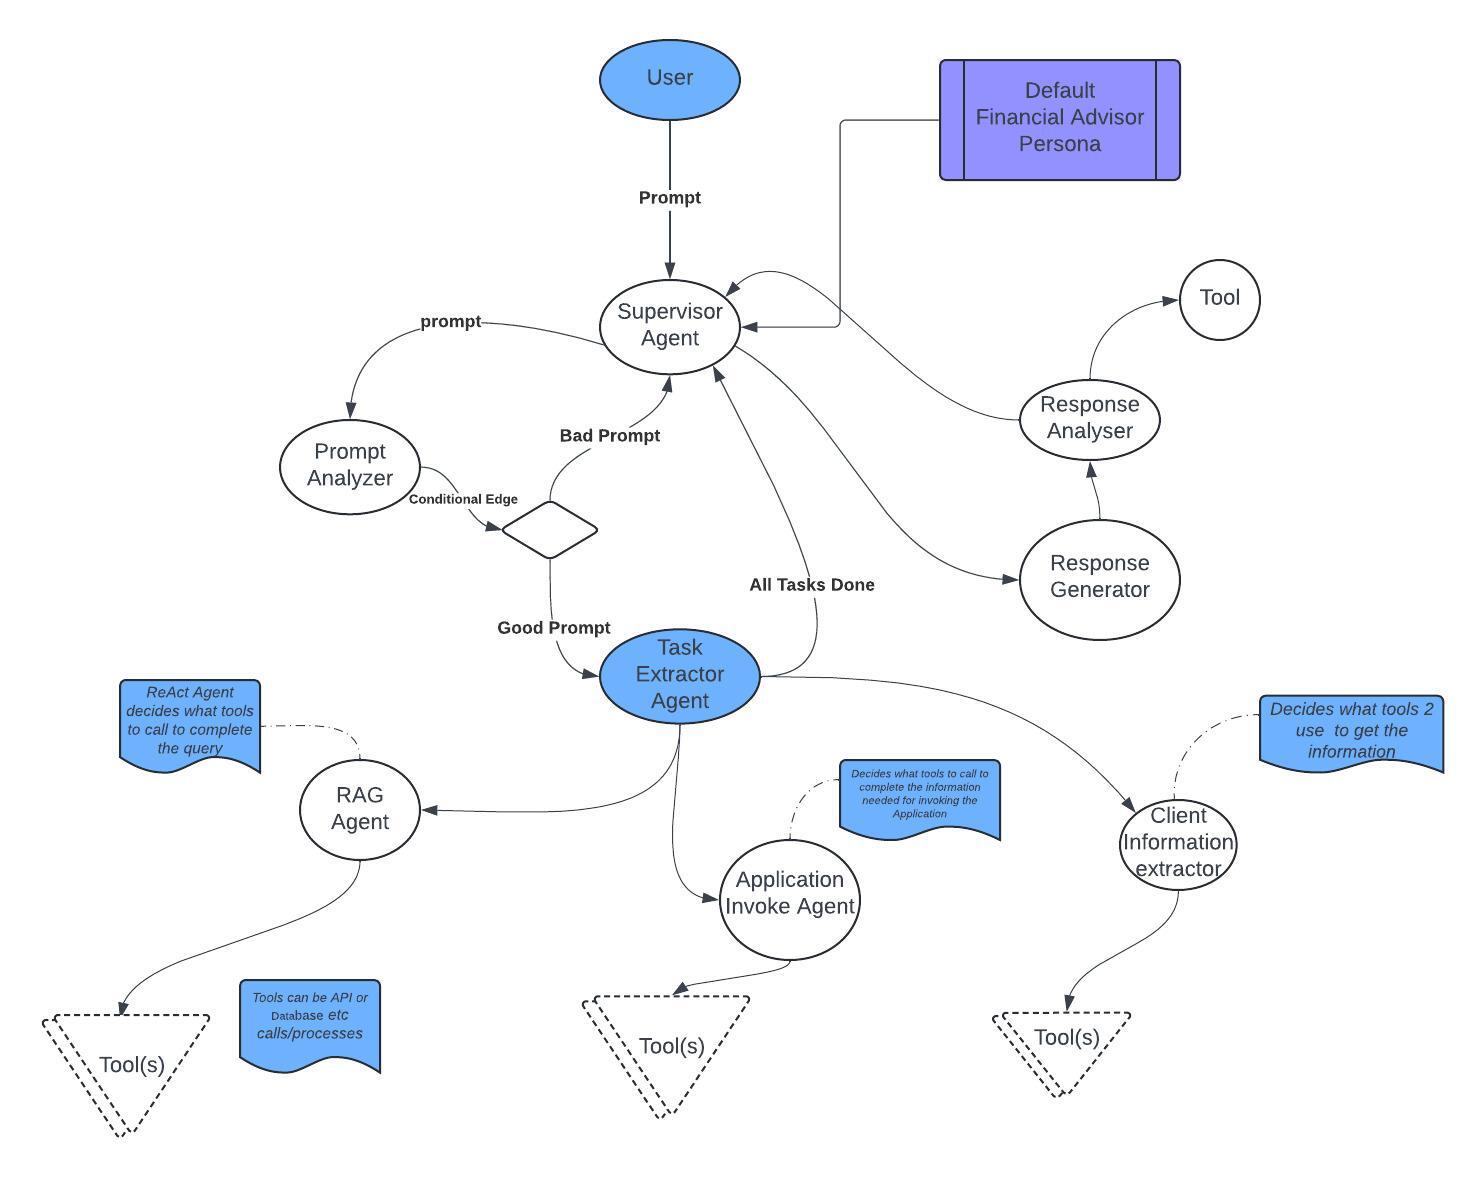 User
Default
Financial Advisor
Persona
Prompt
Tool
Supervisor
Agent
prompt
Response
Analyser
Bad Prompt
Prompt
Analyzer
Conditional Edge
Response
Generator
All Tasks Done
Good Prompt
Task
Extractor
Agent
ReAct Agent
decides what tools
to call to complete
the query
Decides what tools 2
use to get the
information
Decides what tools to call to
complete the information
needed for invoking the
Application
RAG
Agent
Client
Information
extractor
Application
Invoke Agent
Tools can be API or
Database etc
calls/processes
Tool(s)
Tool(s)
Tool(s)